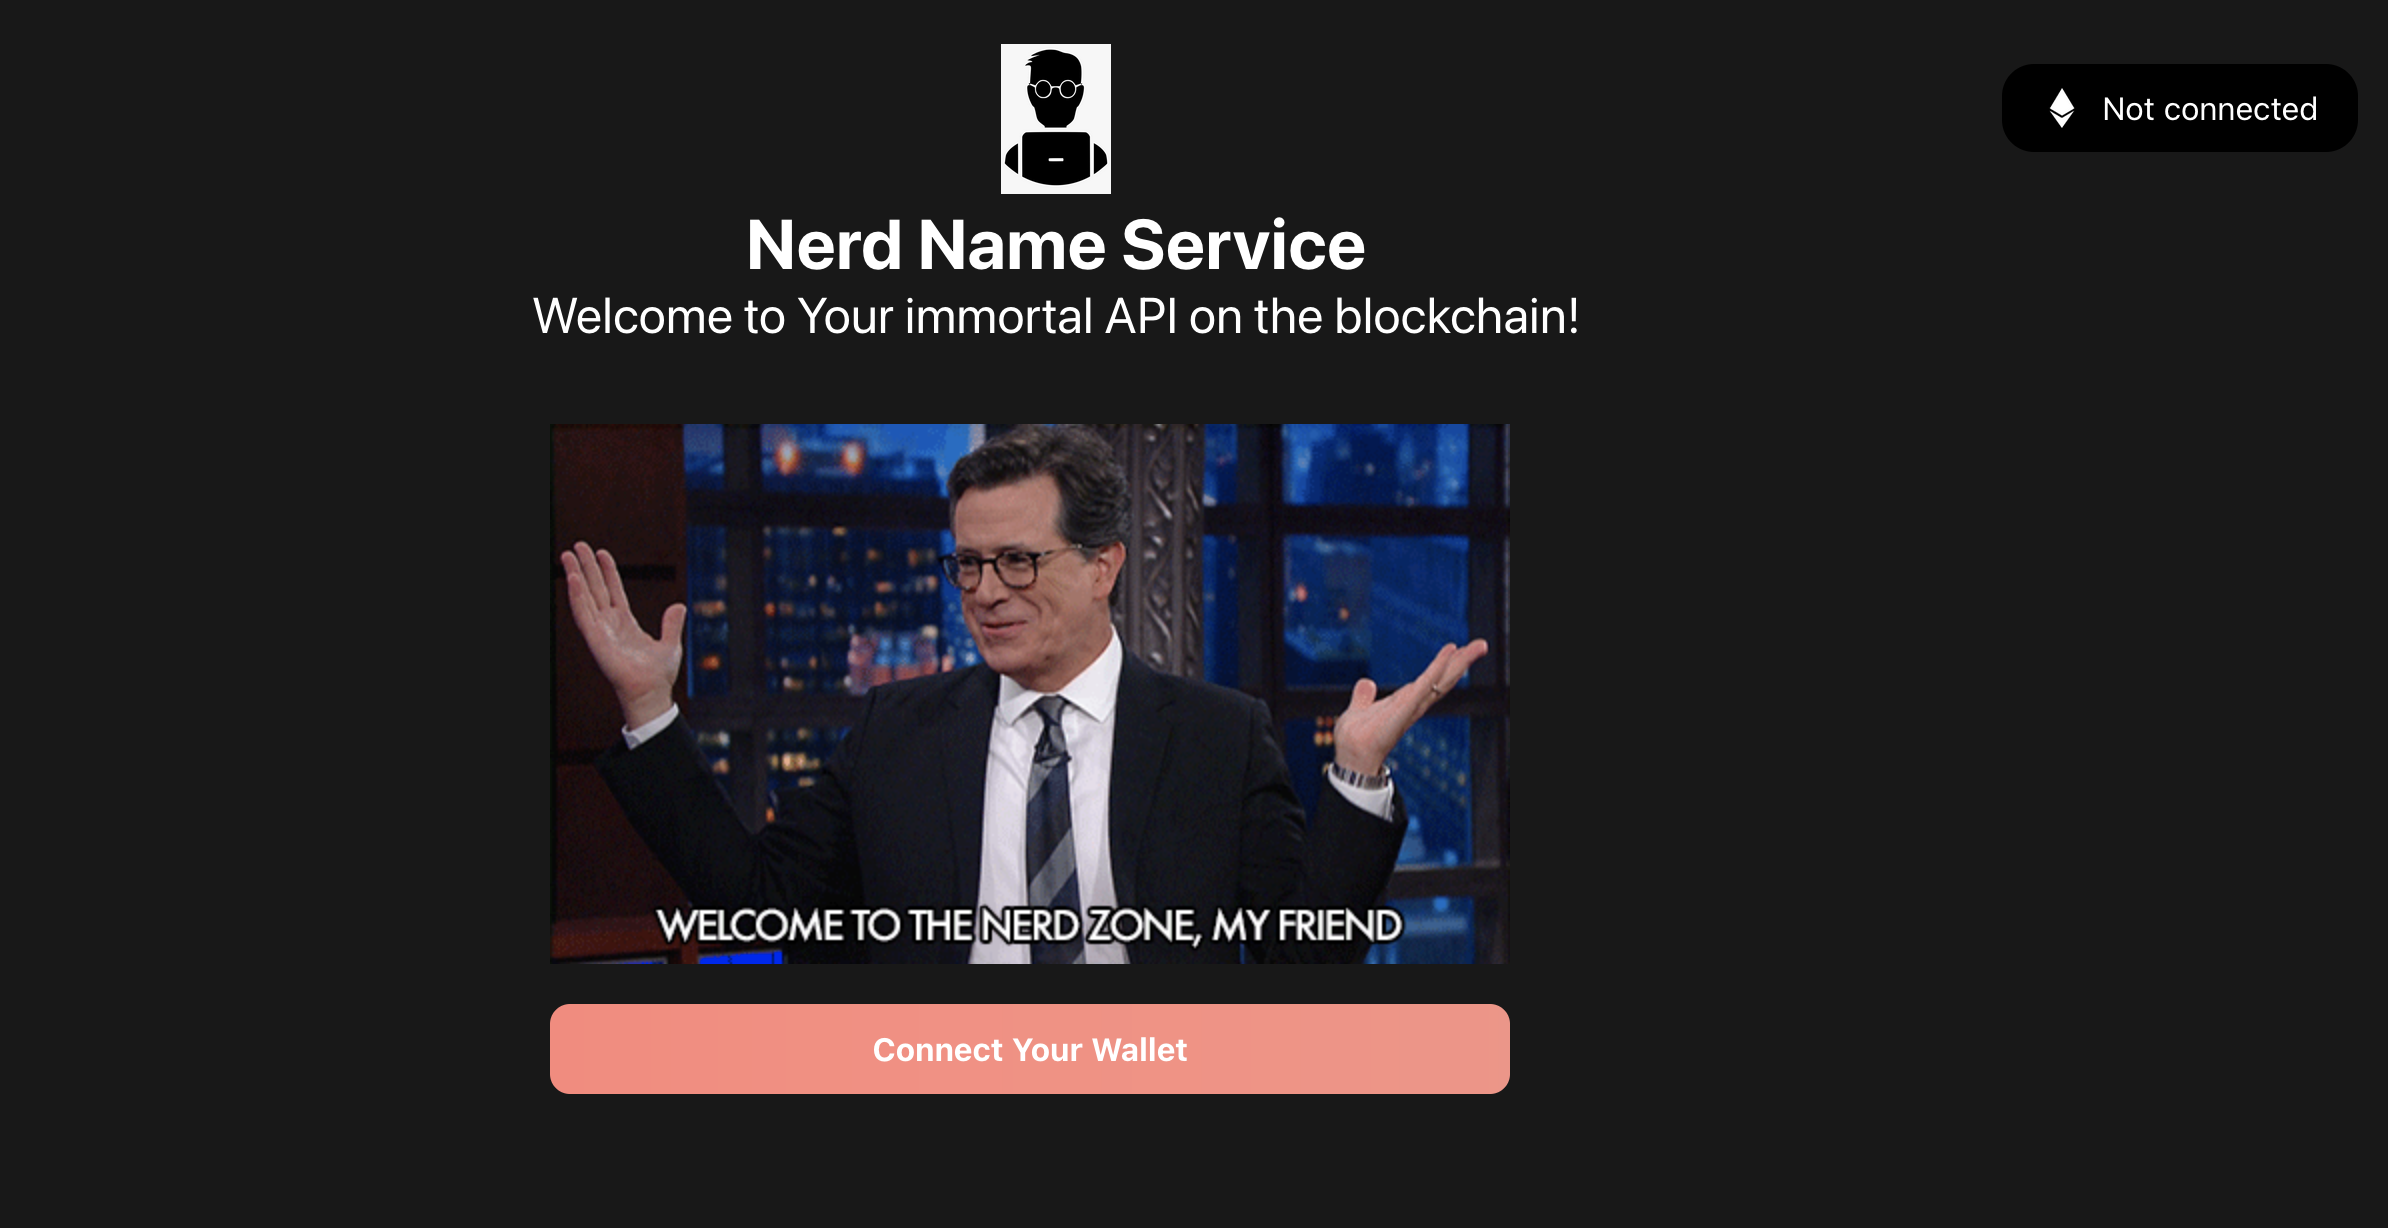 Not connected
Nerd Name Service
Welcome to Your immortal API on the blockchain!
WELCOME TO THE NERD ZONE, MY FRIEND
Connect Your Wallet